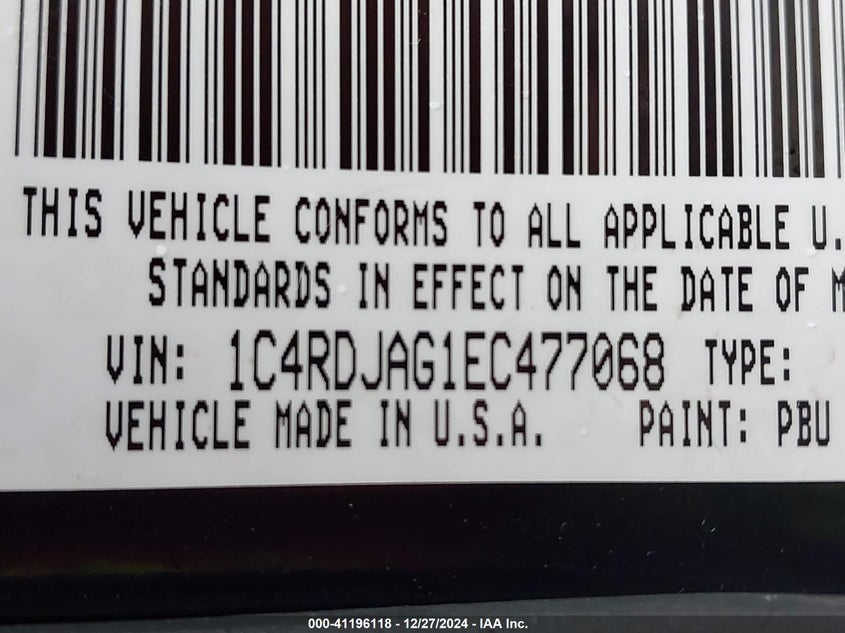 THIS VEHICLE CONFORMS TO ALL APPLICABLE U.
STANDARDS IN EFFECT ON THE DATE OF M
VIN: 1C4RDJAG1EC477068 TYPE:
VEHICLE MADE IN U.S.A. PAINT: PBU
000-41196118 - 12/27/2024 - IAA Inc.